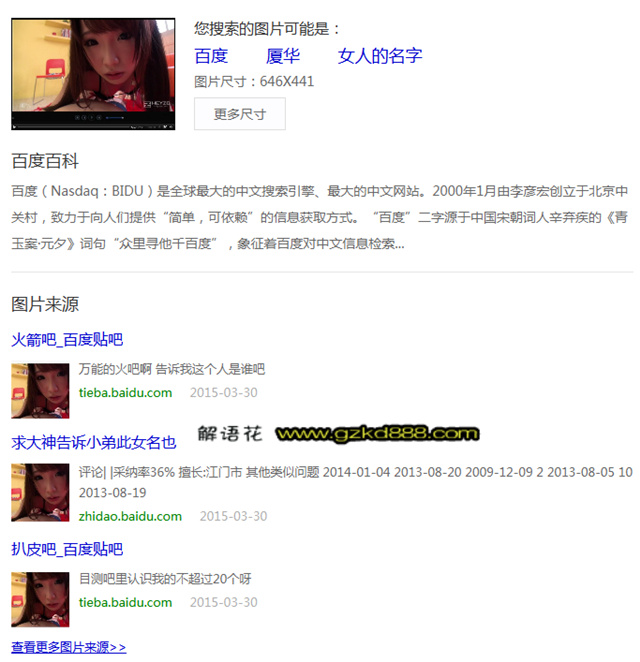 您搜索的图片可能是：
百度 厦华 女人的名字
图片尺寸：646X441
更多尺寸
百度百科
百度（Nasdaq：BIDU）是全球最大的中文搜索引擎、最大的中文网站。2000年1月由李彦宏创立于北京中
关村，致力于向人们提供“简单，可依赖”的信息获取方式。“百度”二字源于中国宋朝词人辛弃疾的《青
玉案·元夕》词句“众里寻他千百度”，象征着百度对中文信息检索...
图片来源
火箭吧_百度贴吧
万能的火吧啊 告诉我这个人是谁吧
tieba.baidu.com 2015-03-30
解语花 www.gzkd888.com
求大神告诉小弟此女名也
评论| |采纳率36% 擅长:江门市 其他类似问题 2014-01-04 2013-08-20 2009-12-09 2 2013-08-05 10
2013-08-19
zhidao.baidu.com 2015-03-30
扒皮吧_百度贴吧
目测吧里认识我的不超过20个呀
tieba.baidu.com 2015-03-30
查看更多图片来源>>